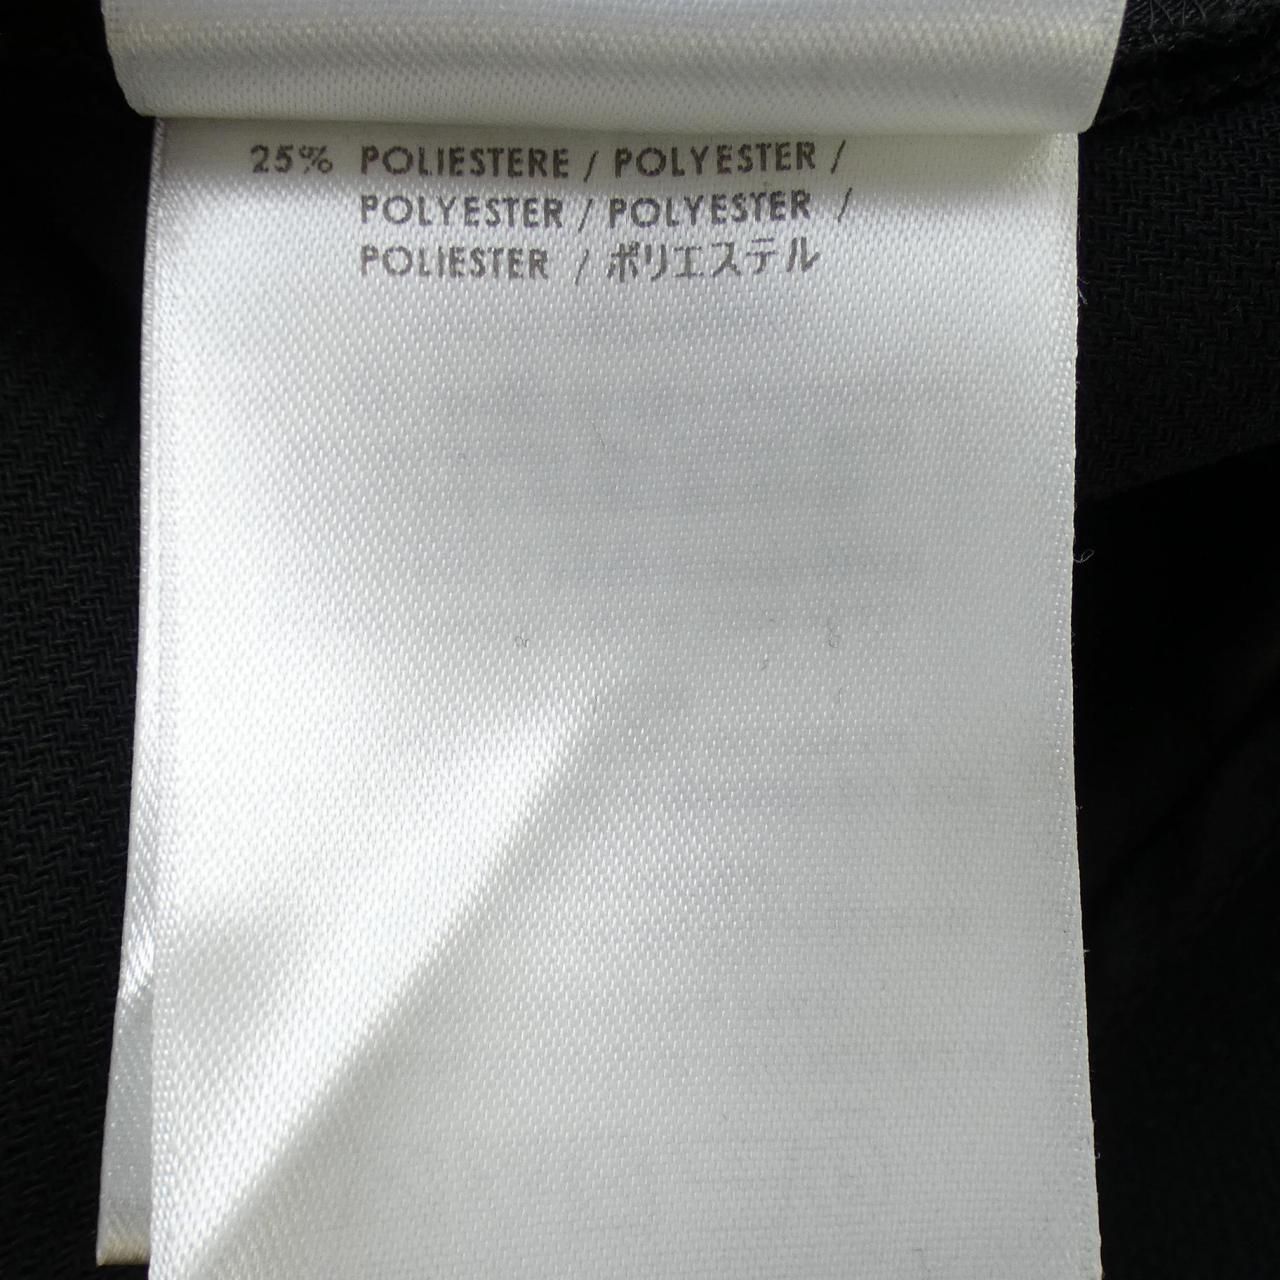 25% POLIESTERE / POLYESTER /
POLYESTER / POLYESTER /
POLIESTER / ポリエステル